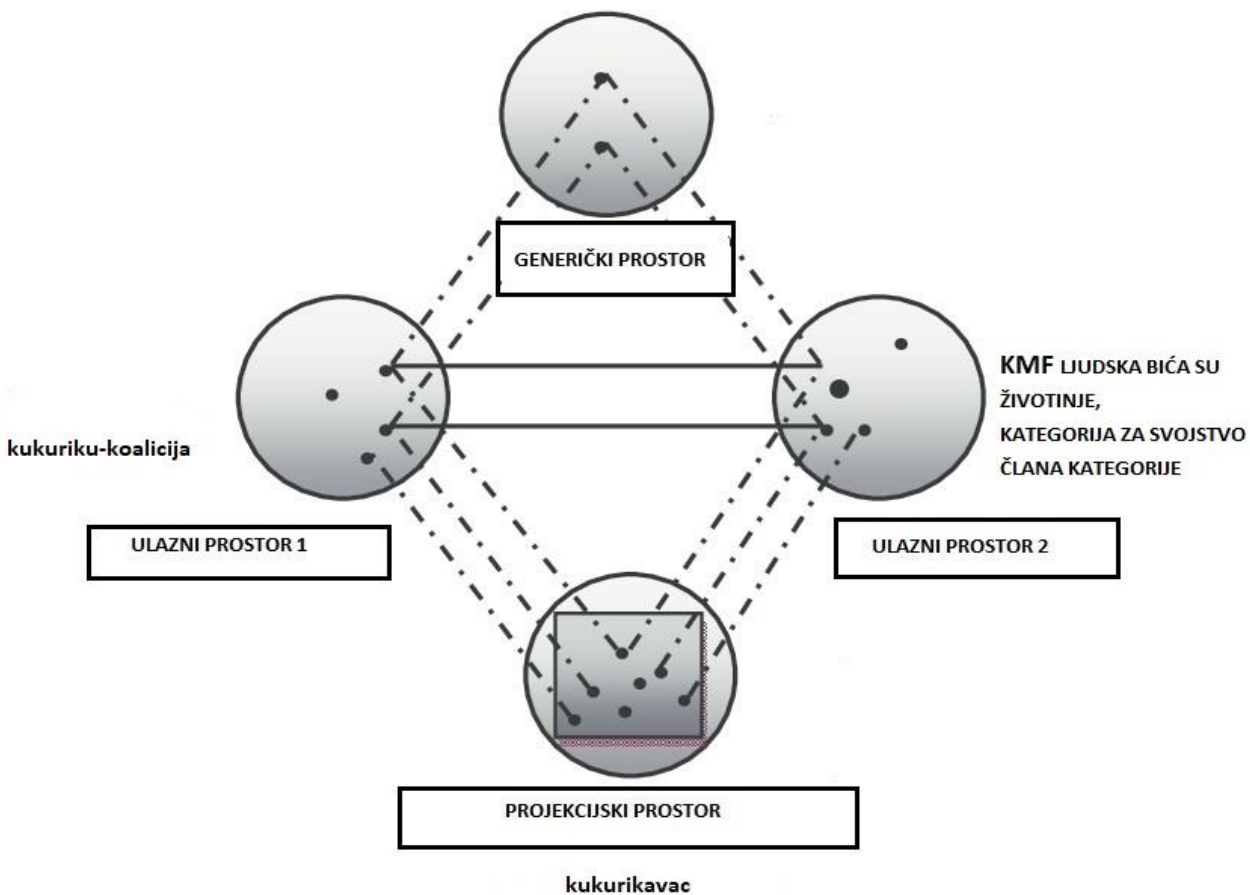 GENERIČKI PROSTOR
kukuriku-koalicija
KMF LJUDSKA BIĆA SU
ŽIVOTINJE,
KATEGORIJA ZA SVOJSTVO
ČLANA KATEGORIJE
ULAZNI PROSTOR 1
ULAZNI PROSTOR 2
PROJEKCIJSKI PROSTOR
kukurikavac